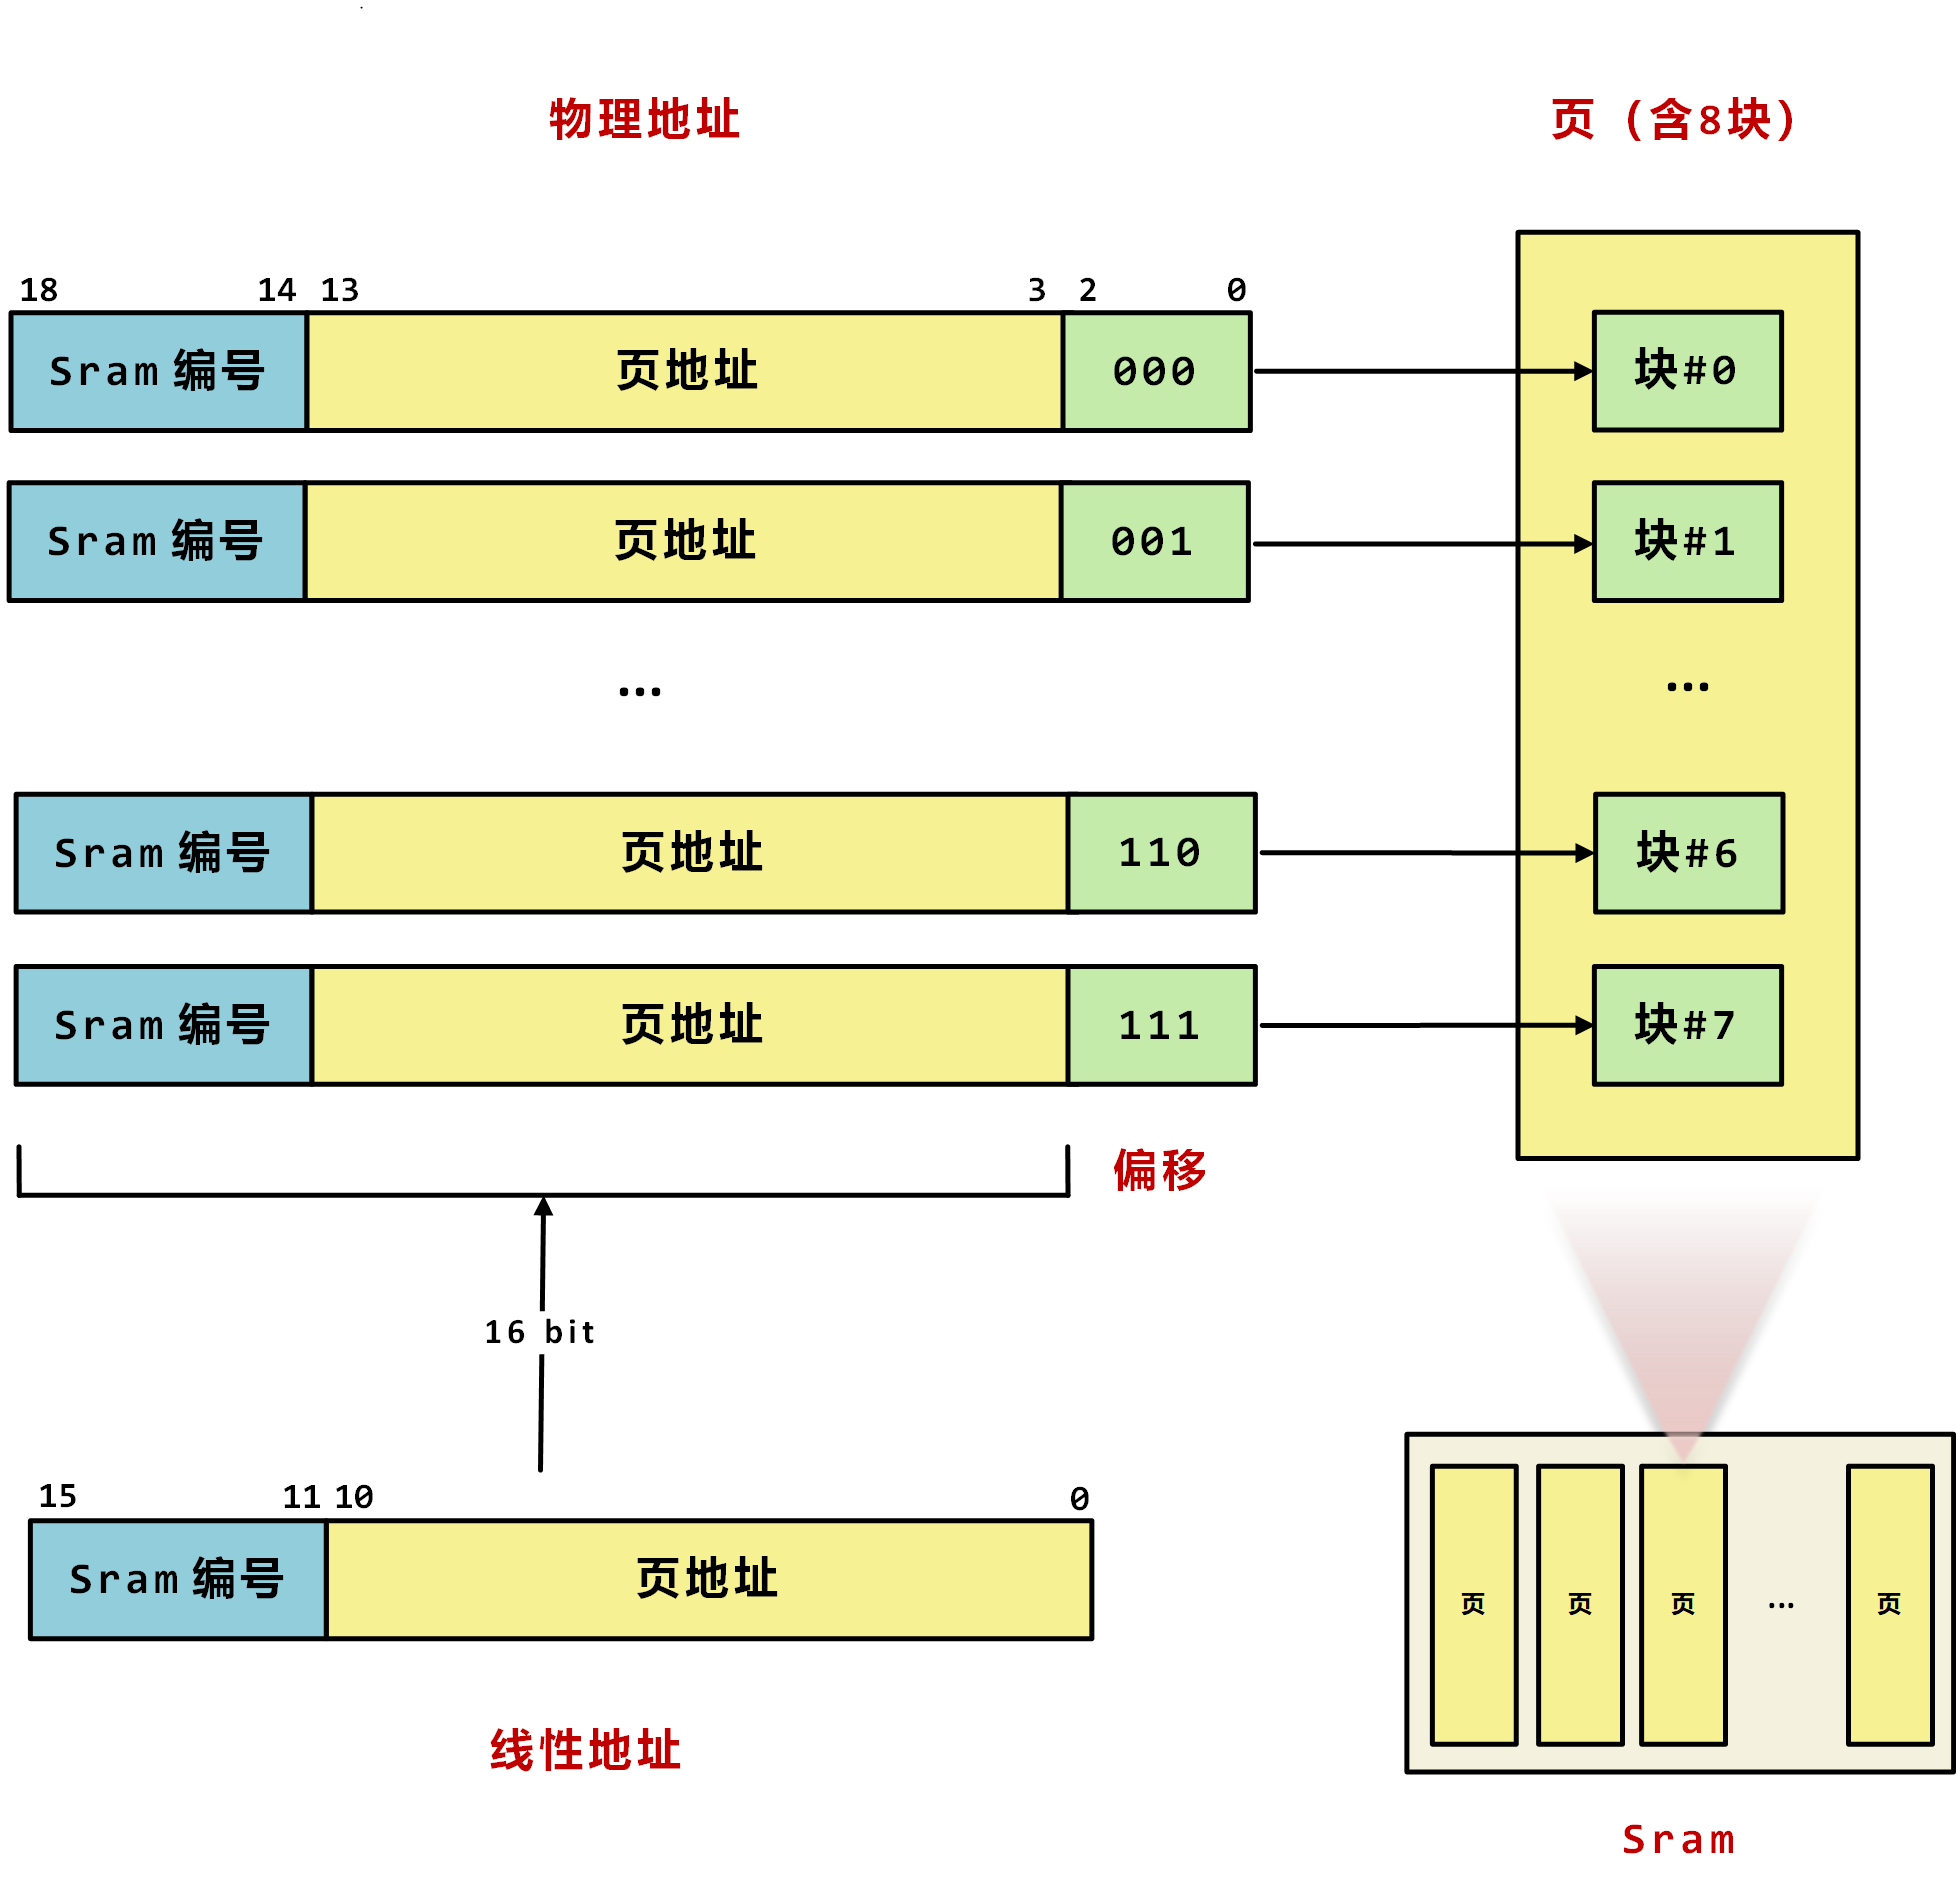 物理地址
页（含8块）
18 14 13 3 2 0
Sram 编号 页地址 000 块#0
Sram 编号 页地址 001 块#1
... ...
Sram 编号 页地址 110 块#6
Sram 编号 页地址 111 块#7
偏移
16 bit
15 11 10 0
Sram 编号 页地址
页 页 页 ... 页
线性地址
Sram